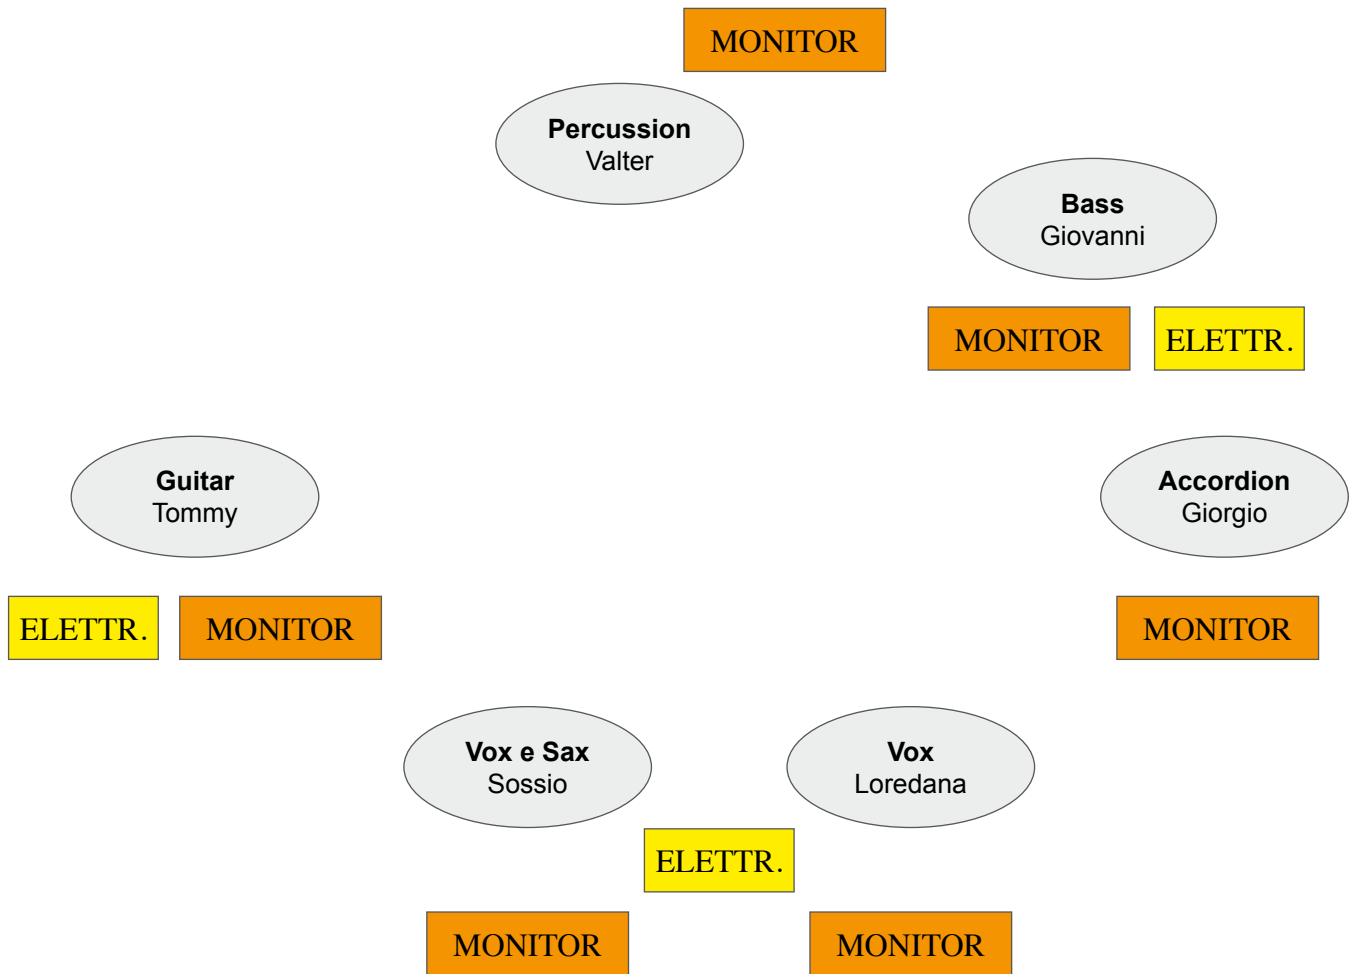 MONITOR
Percussion
Valter
Bass
Giovanni
MONITOR
ELETTR.
Guitar
Tommy
Accordion
Giorgio
ELETTR.
MONITOR
MONITOR
Vox e Sax
Sossio
Vox
Loredana
ELETTR.
MONITOR
MONITOR